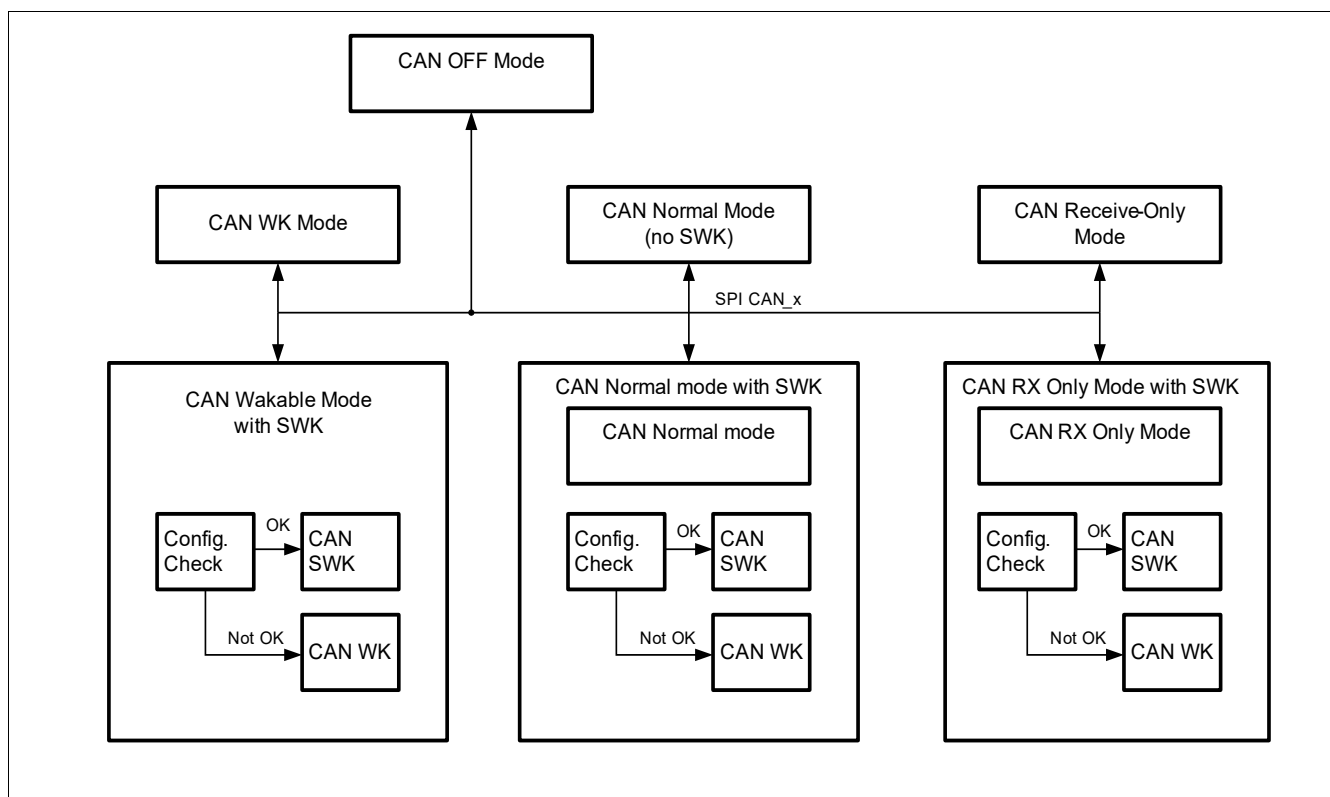 CAN OFF Mode
CAN WK Mode
CAN Normal Mode
(no SWK)
CAN Receive-Only
Mode
SPI CAN_x
CAN Wakable Mode
with SWK
Config.
Check
OK
CAN
SWK
Not OK
CAN WK
CAN Normal mode with SWK
CAN Normal mode
Config.
Check
OK
CAN
SWK
Not OK
CAN WK
CAN RX Only Mode with SWK
CAN RX Only Mode
Config.
Check
OK
CAN
SWK
Not OK
CAN WK